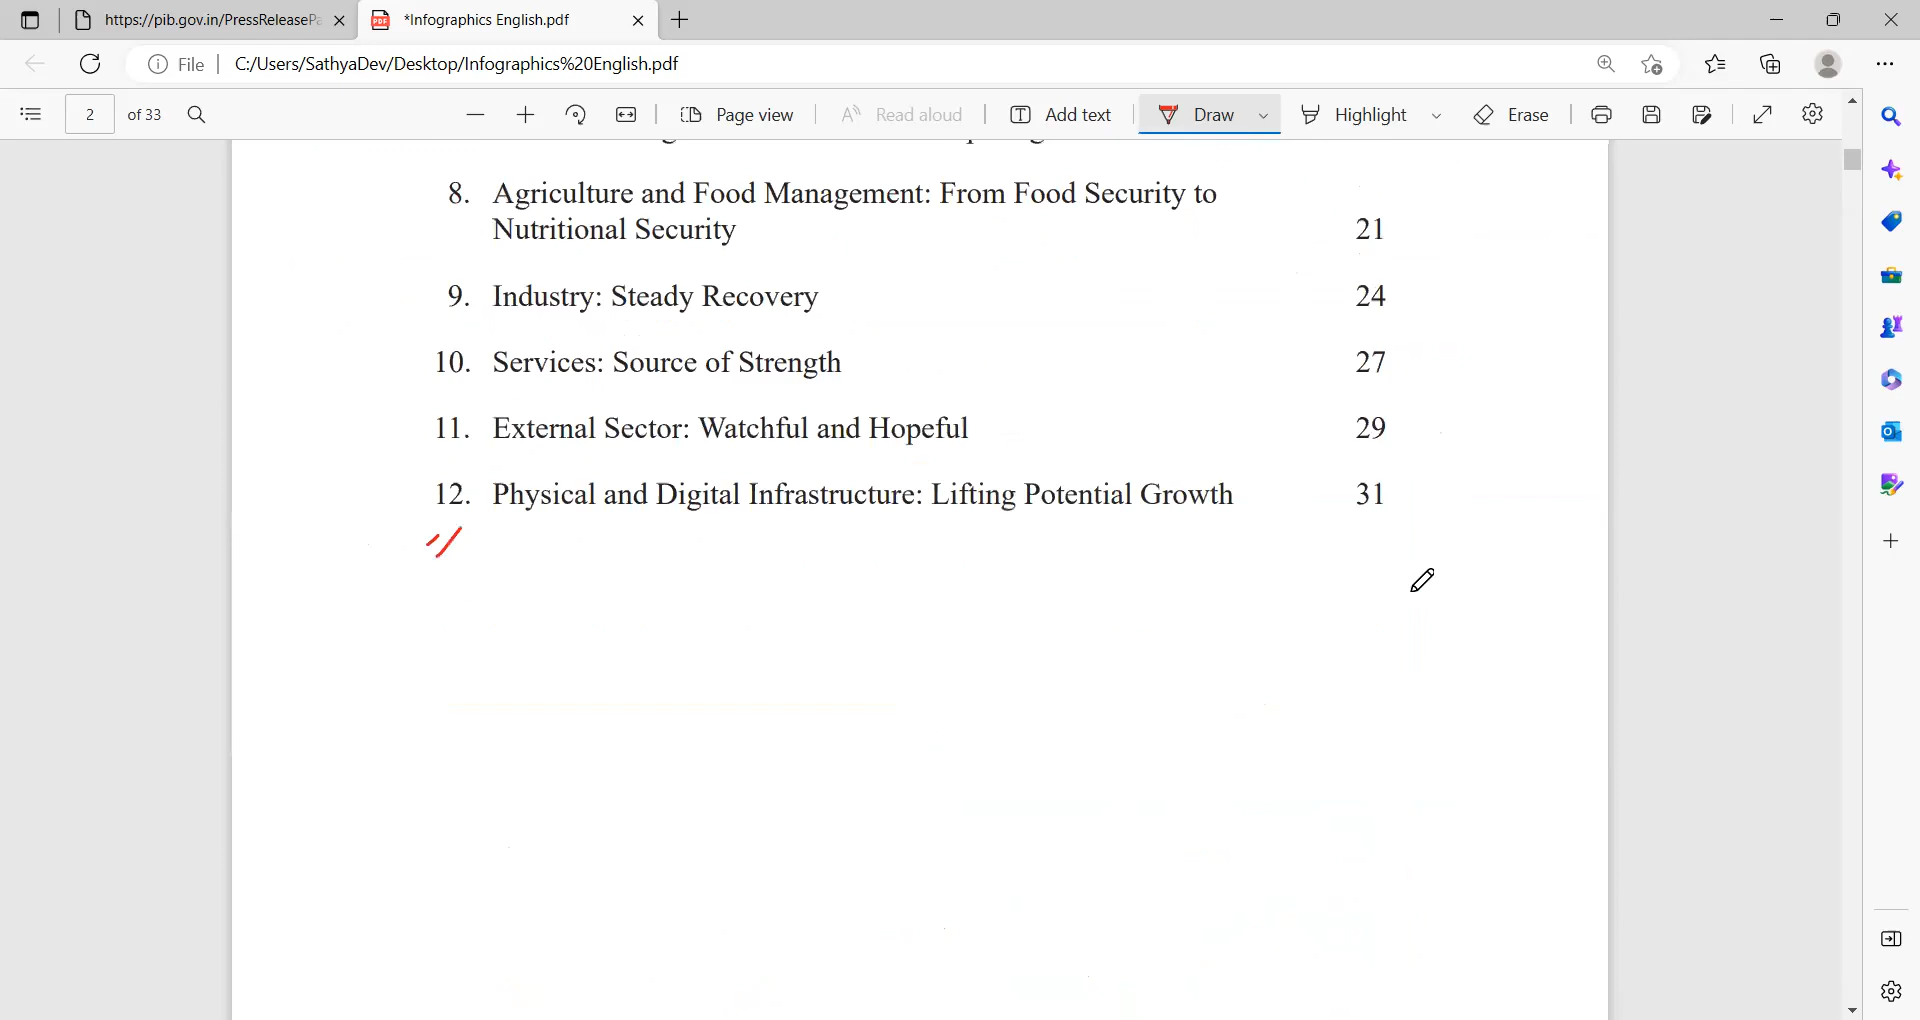 https://pib.gov.in/PressReleasePa
*Infographics English.pdf
File
C:/Users/SathyaDev/Desktop/Infographics%20English.pdf
2 of 33
Page view
Read aloud
Add text
Draw
Highlight
Erase
8. Agriculture and Food Management: From Food Security to
Nutritional Security 21
9. Industry: Steady Recovery 24
10. Services: Source of Strength 27
11. External Sector: Watchful and Hopeful 29
12. Physical and Digital Infrastructure: Lifting Potential Growth 31